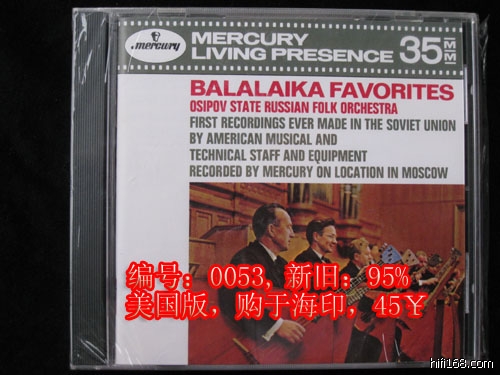 mercury
MERCURY
LIVING PRESENCE
35MM
BALALAIKA FAVORITES
OSIPOV STATE RUSSIAN FOLK ORCHESTRA
FIRST RECORDINGS EVER MADE IN THE SOVIET UNION
BY AMERICAN MUSICAL AND
TECHNICAL STAFF AND EQUIPMENT
RECORDED BY MERCURY ON LOCATION IN MOSCOW
编号：0053, 新旧：95%
美国版，购于海印，45￥
hifi168.com